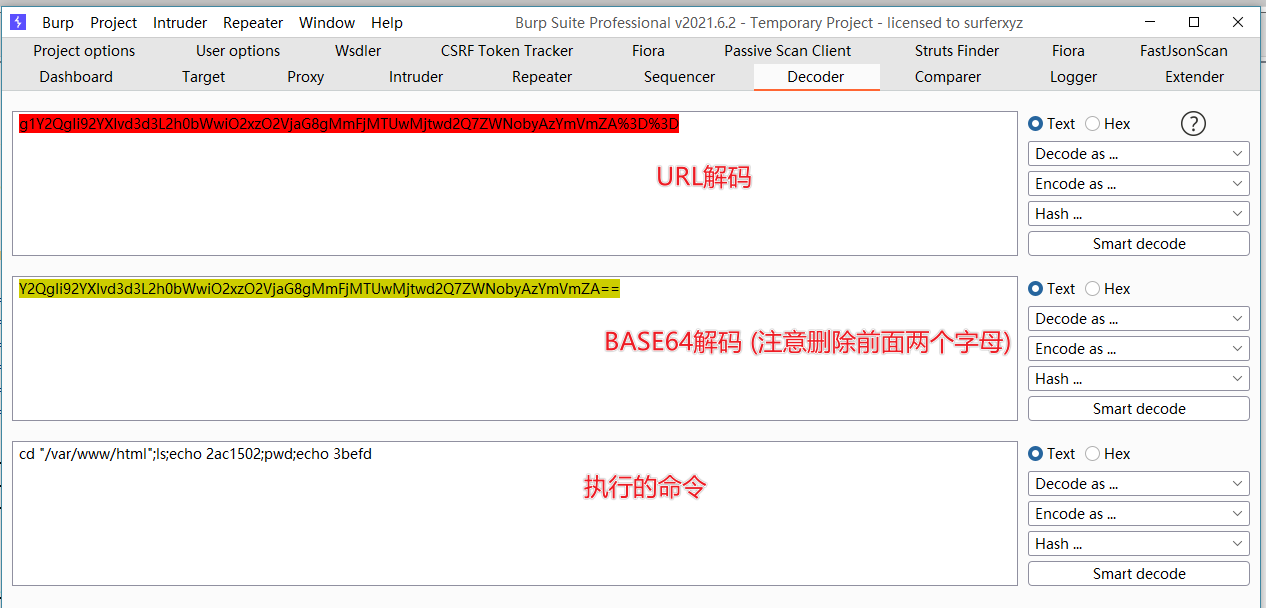 Burp Project Intruder Repeater Window Help Burp Suite Professional v2021.6.2 - Temporary Project - licensed to surferxyz
Project options User options Wsdler CSRF Token Tracker Fiora Passive Scan Client Struts Finder Fiora FastJsonScan
Dashboard Target Proxy Intruder Repeater Sequencer Decoder Comparer Logger Extender
g1Y2QgIi92YXIvd3d3L2h0bWwiO2xzO2VjaG8gMmFjMTUwMjtwd2Q7ZWNobyAzYmVmZA%3D%3D
URL解码
Text Hex ?
Decode as ...
Encode as ...
Hash ...
Smart decode
Y2QgIi92YXIvd3d3L2h0bWwiO2xzO2VjaG8gMmFjMTUwMjtwd2Q7ZWNobyAzYmVmZA==
BASE64解码 (注意删除前面两个字母)
Text Hex
Decode as ...
Encode as ...
Hash ...
Smart decode
cd "/var/www/html";ls;echo 2ac1502;pwd;echo 3befd
执行的命令
Text Hex
Decode as ...
Encode as ...
Hash ...
Smart decode